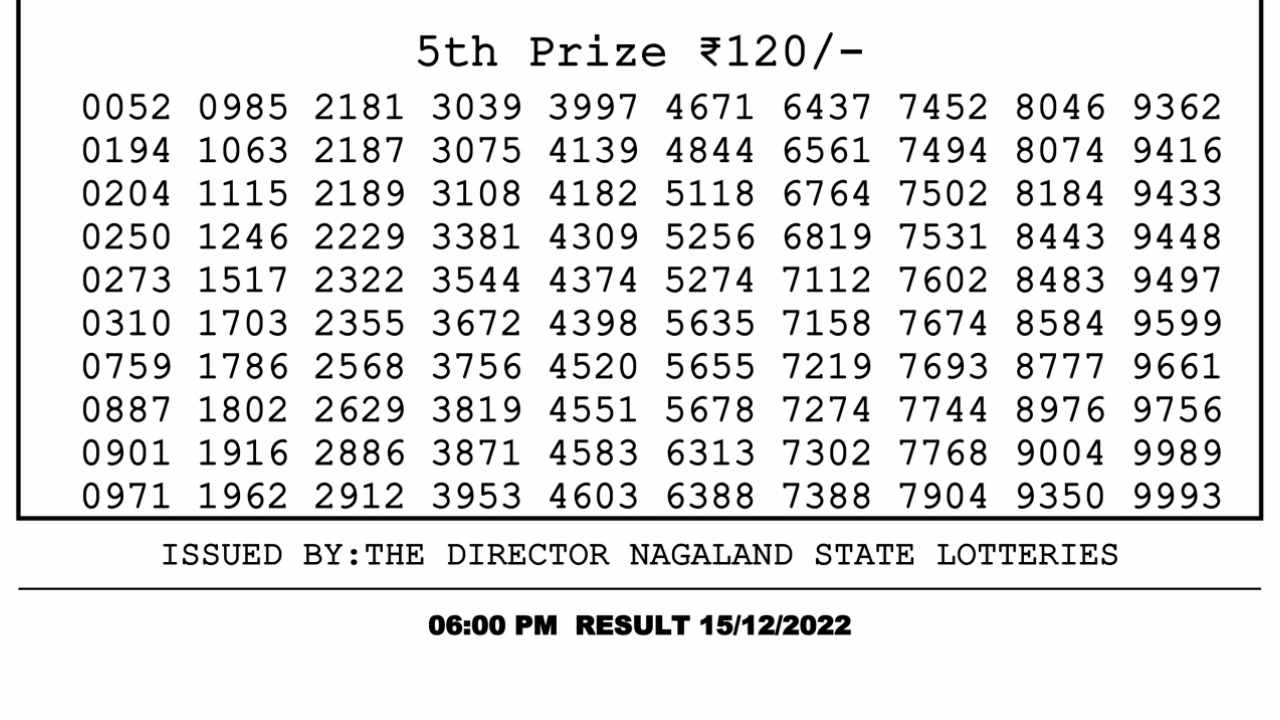 5th Prize ₹120/-
0052 0985 2181 3039 3997 4671 6437 7452 8046 9362
0194 1063 2187 3075 4139 4844 6561 7494 8074 9416
0204 1115 2189 3108 4182 5118 6764 7502 8184 9433
0250 1246 2229 3381 4309 5256 6819 7531 8443 9448
0273 1517 2322 3544 4374 5274 7112 7602 8483 9497
0310 1703 2355 3672 4398 5635 7158 7674 8584 9599
0759 1786 2568 3756 4520 5655 7219 7693 8777 9661
0887 1802 2629 3819 4551 5678 7274 7744 8976 9756
0901 1916 2886 3871 4583 6313 7302 7768 9004 9989
0971 1962 2912 3953 4603 6388 7388 7904 9350 9993
ISSUED BY:THE DIRECTOR NAGALAND STATE LOTTERIES
06:00 PM RESULT 15/12/2022